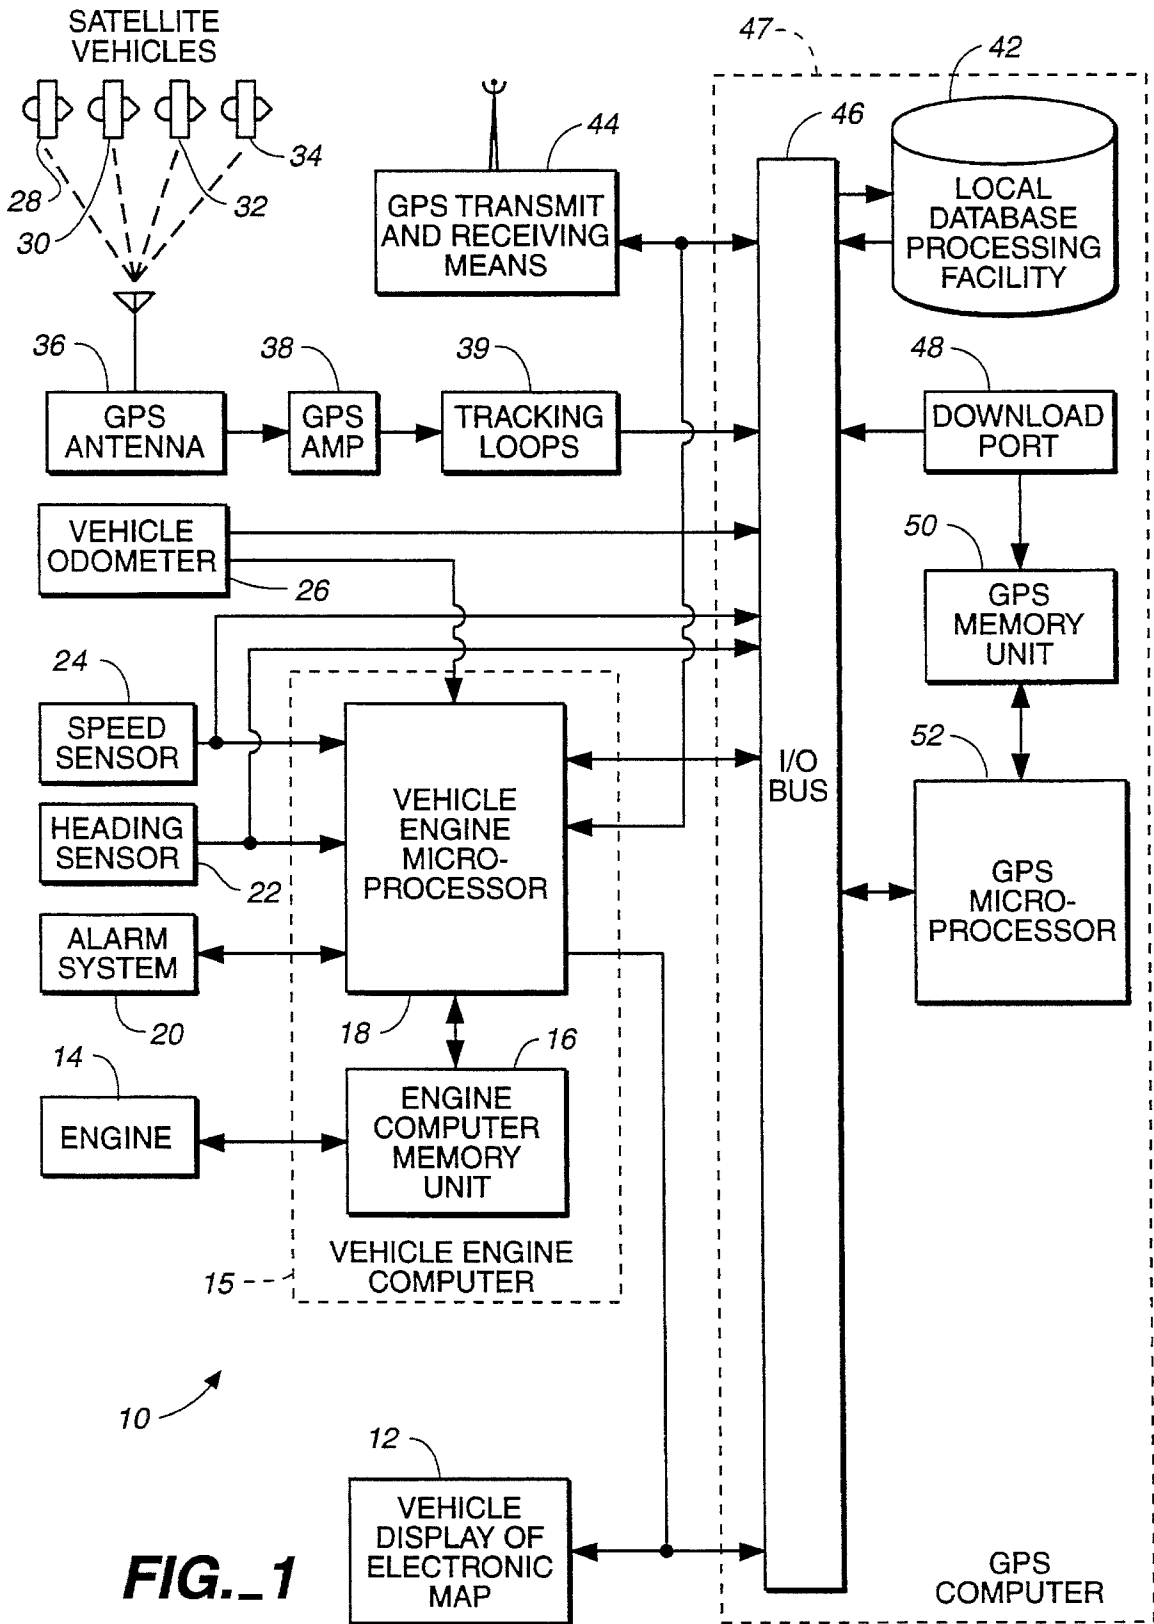 SATELLITE
VEHICLES
28
30
32
34
44
GPS TRANSMIT
AND RECEIVING
MEANS
47
46
42
LOCAL
DATABASE
PROCESSING
FACILITY
36
GPS
ANTENNA
38
GPS
AMP
39
TRACKING
LOOPS
48
DOWNLOAD
PORT
VEHICLE
ODOMETER
26
50
GPS
MEMORY
UNIT
24
SPEED
SENSOR
HEADING
SENSOR
22
VEHICLE
ENGINE
MICRO-
PROCESSOR
I/O
BUS
52
GPS
MICRO-
PROCESSOR
ALARM
SYSTEM
20
18
16
14
ENGINE
ENGINE
COMPUTER
MEMORY
UNIT
VEHICLE ENGINE
COMPUTER
15
10
12
VEHICLE
DISPLAY OF
ELECTRONIC
MAP
GPS
COMPUTER
FIG._1